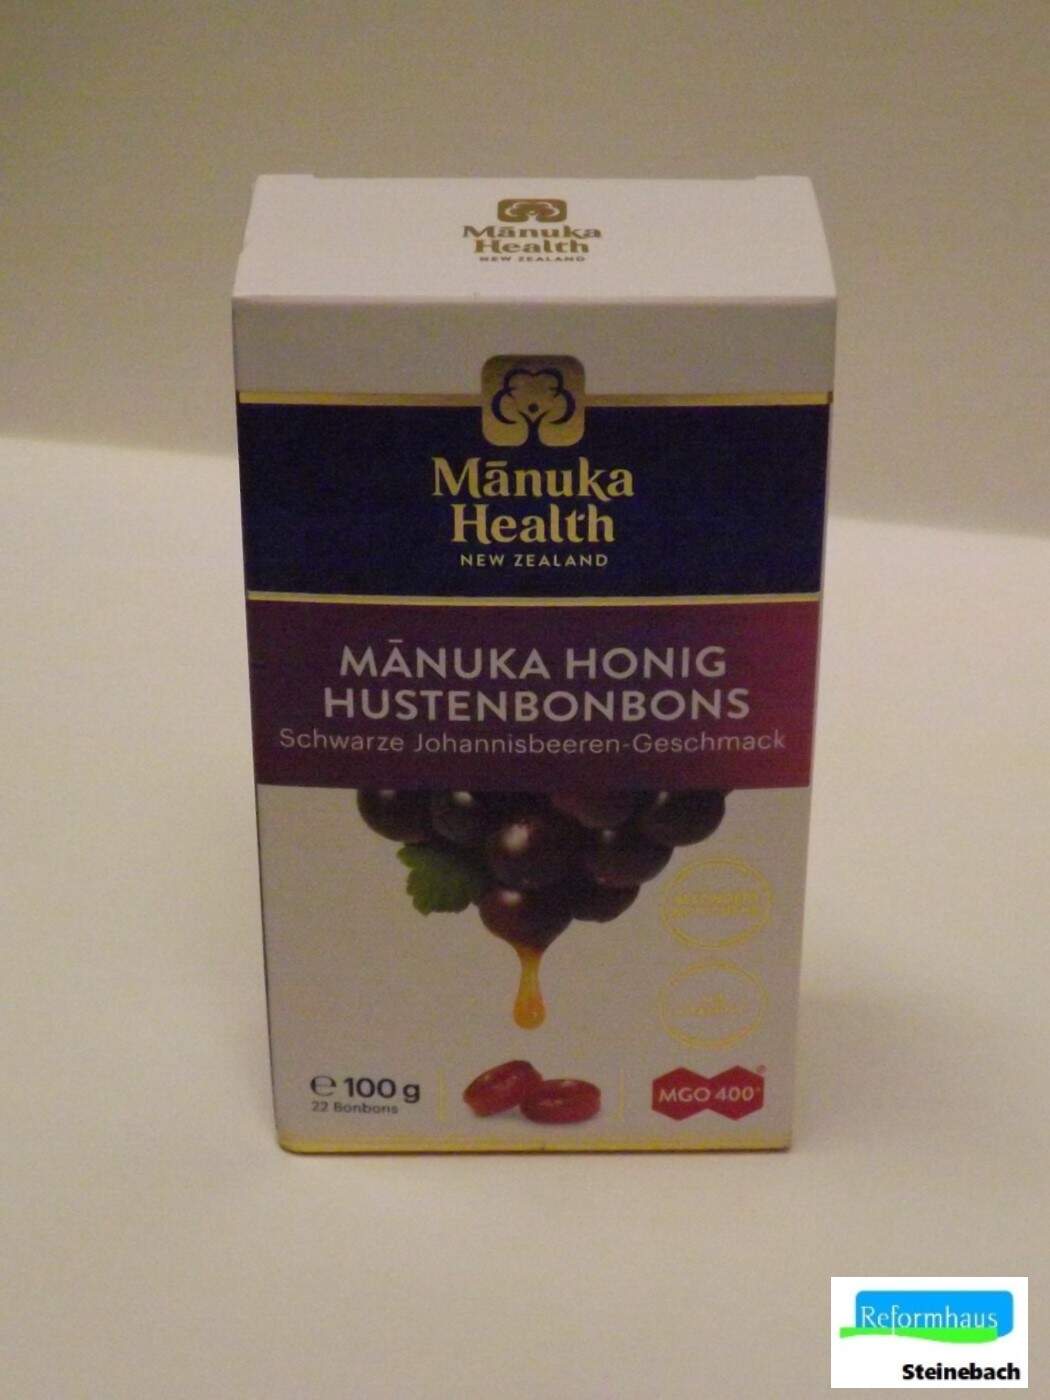 Mānuka
Health
NEW ZEALAND
Mānuka
Health
NEW ZEALAND
MĀNUKA HONIG
HUSTENBONBONS
Schwarze Johannisbeeren-Geschmack
℮ 100 g
22 Bonbons
MGO 400
Reformhaus
Steinebach